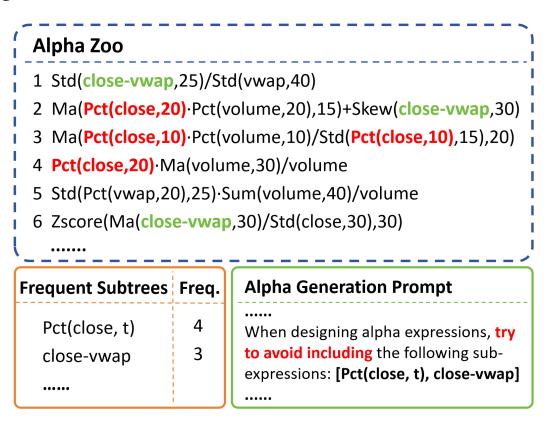 Alpha Zoo
1 Std(close-vwap,25)/Std(vwap,40)
2 Ma(Pct(close,20)·Pct(volume,20),15)+Skew(close-vwap,30)
3 Ma(Pct(close,10)·Pct(volume,10)/Std(Pct(close,10),15),20)
4 Pct(close,20)·Ma(volume,30)/volume
5 Std(Pct(vwap,20),25)·Sum(volume,40)/volume
6 Zscore(Ma(close-vwap,30)/Std(close,30),30)
.......
Frequent Subtrees Freq.
Pct(close, t) 4
close-vwap 3
......
Alpha Generation Prompt
......
When designing alpha expressions, try
to avoid including the following sub-
expressions: [Pct(close, t), close-vwap]
......